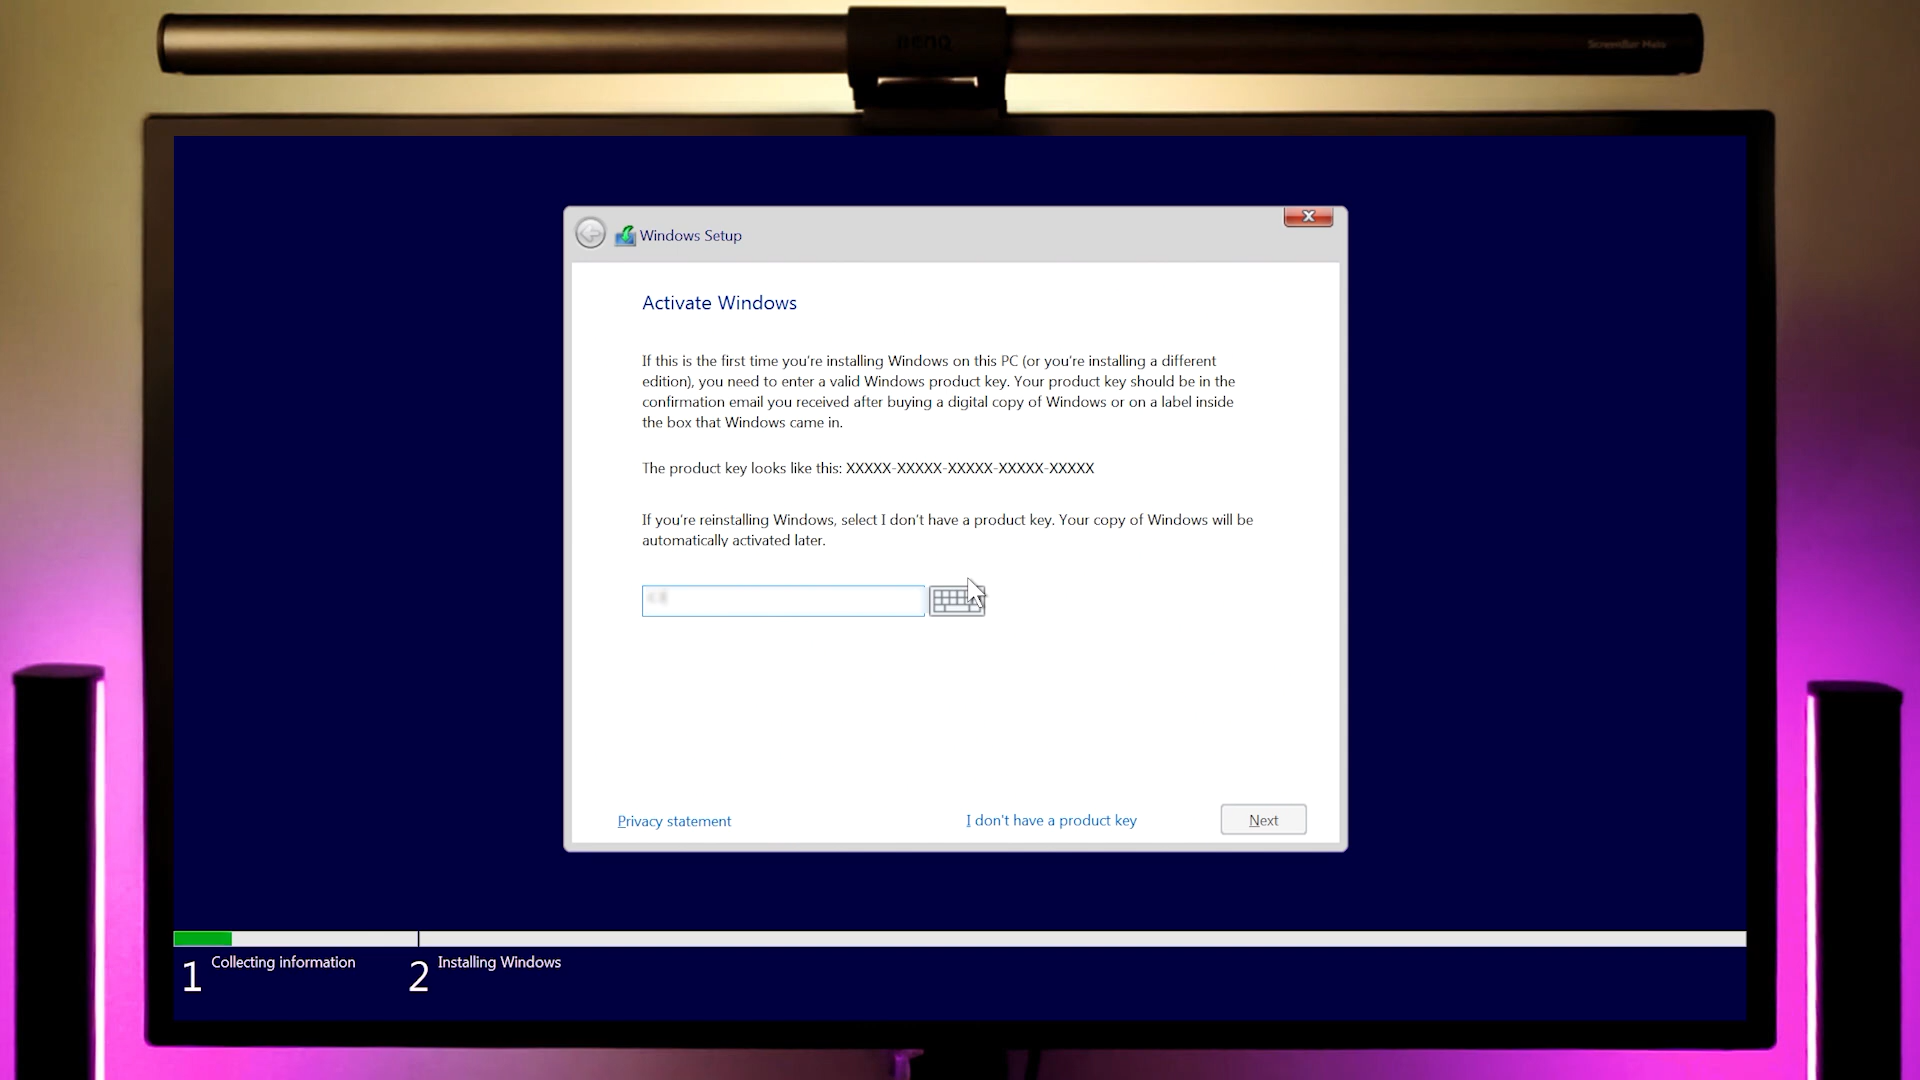 BENQ
ScreenBar Halo
Windows Setup
Activate Windows
If this is the first time you're installing Windows on this PC (or you're installing a different
edition), you need to enter a valid Windows product key. Your product key should be in the
confirmation email you received after buying a digital copy of Windows or on a label inside
the box that Windows came in.
The product key looks like this: XXXXX-XXXXX-XXXXX-XXXXX-XXXXX
If you're reinstalling Windows, select I don't have a product key. Your copy of Windows will be
automatically activated later.
Privacy statement
I don't have a product key
Next
1 Collecting information
2 Installing Windows